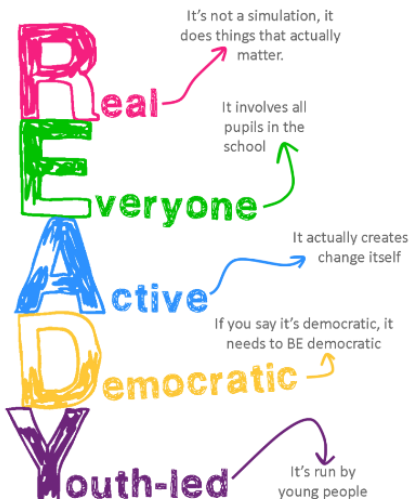 It's not a simulation, it
does things that actually
matter.
Real
It involves all
pupils in the
school
Everyone
It actually creates
change itself
Active
If you say it's democratic, it
needs to BE democratic
Democratic
Youth-led
It's run by
young people